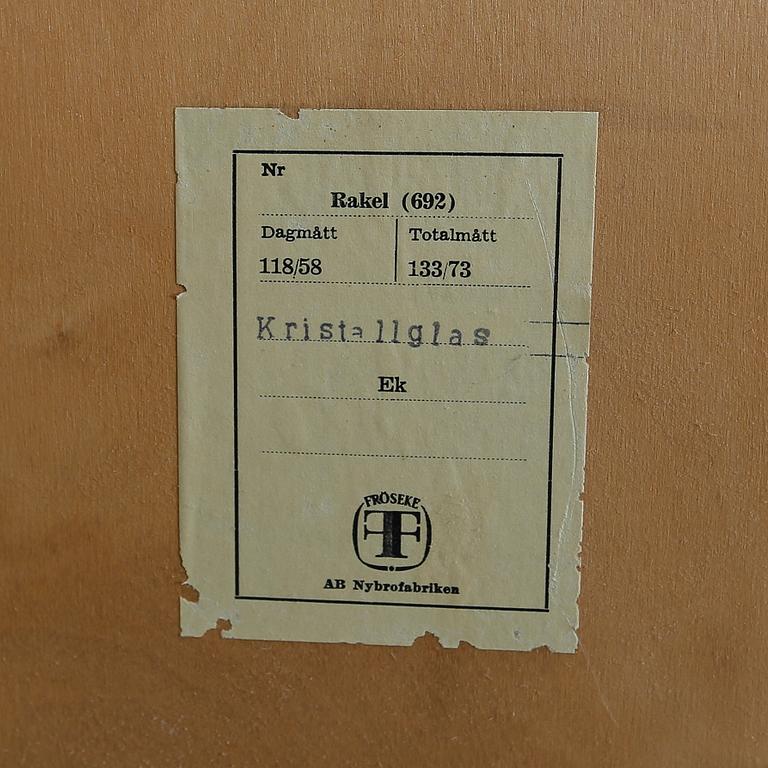 Nr
Rakel (692)
Dagmått Totalmått
118/58 133/73
Kristallglas
Ek
FRÖSEKE
F
AB Nybrofabriken